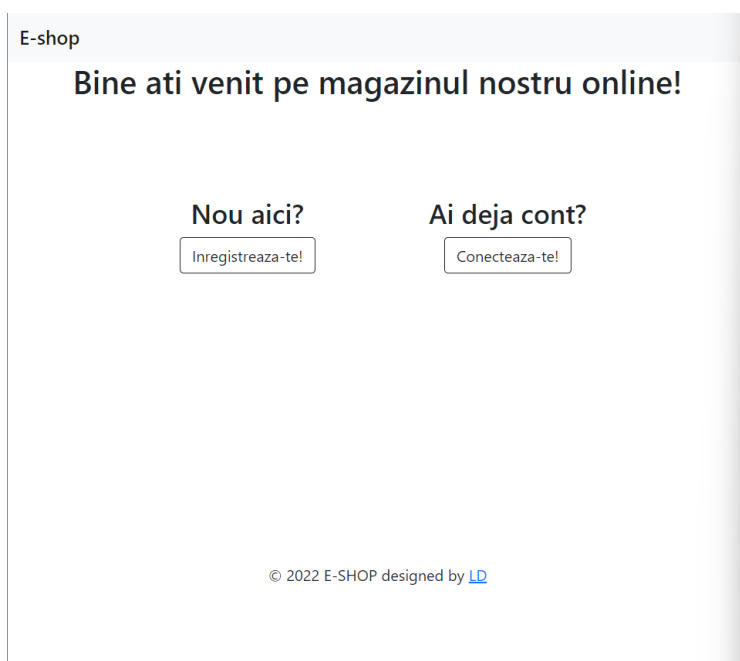 E-shop
Bine ati venit pe magazinul nostru online!
Nou aici?
Ai deja cont?
Inregistreaza-te!
Conecteaza-te!
© 2022 E-SHOP designed by LD